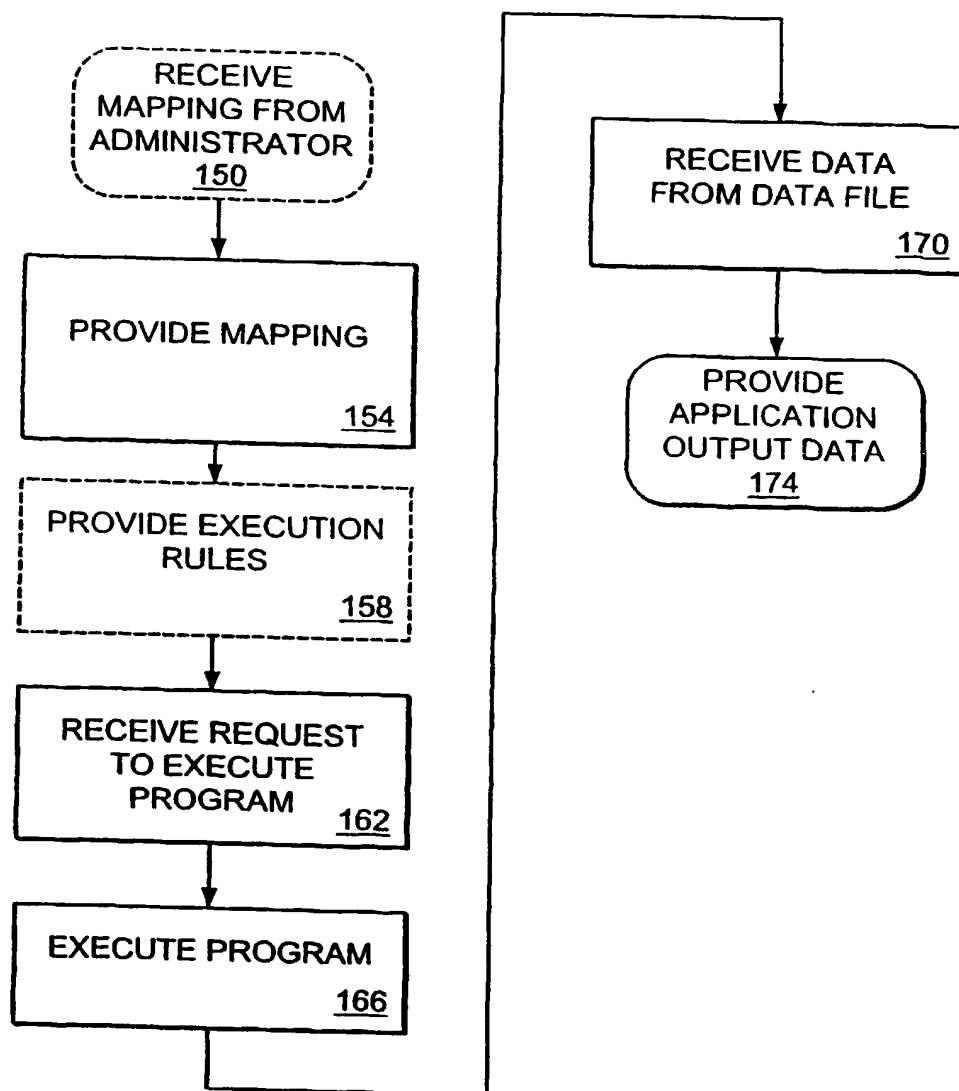 RECEIVE
MAPPING FROM
ADMINISTRATOR
150
PROVIDE MAPPING
154
PROVIDE EXECUTION
RULES
158
RECEIVE REQUEST
TO EXECUTE
PROGRAM
162
EXECUTE PROGRAM
166
RECEIVE DATA
FROM DATA FILE
170
PROVIDE
APPLICATION
OUTPUT DATA
174